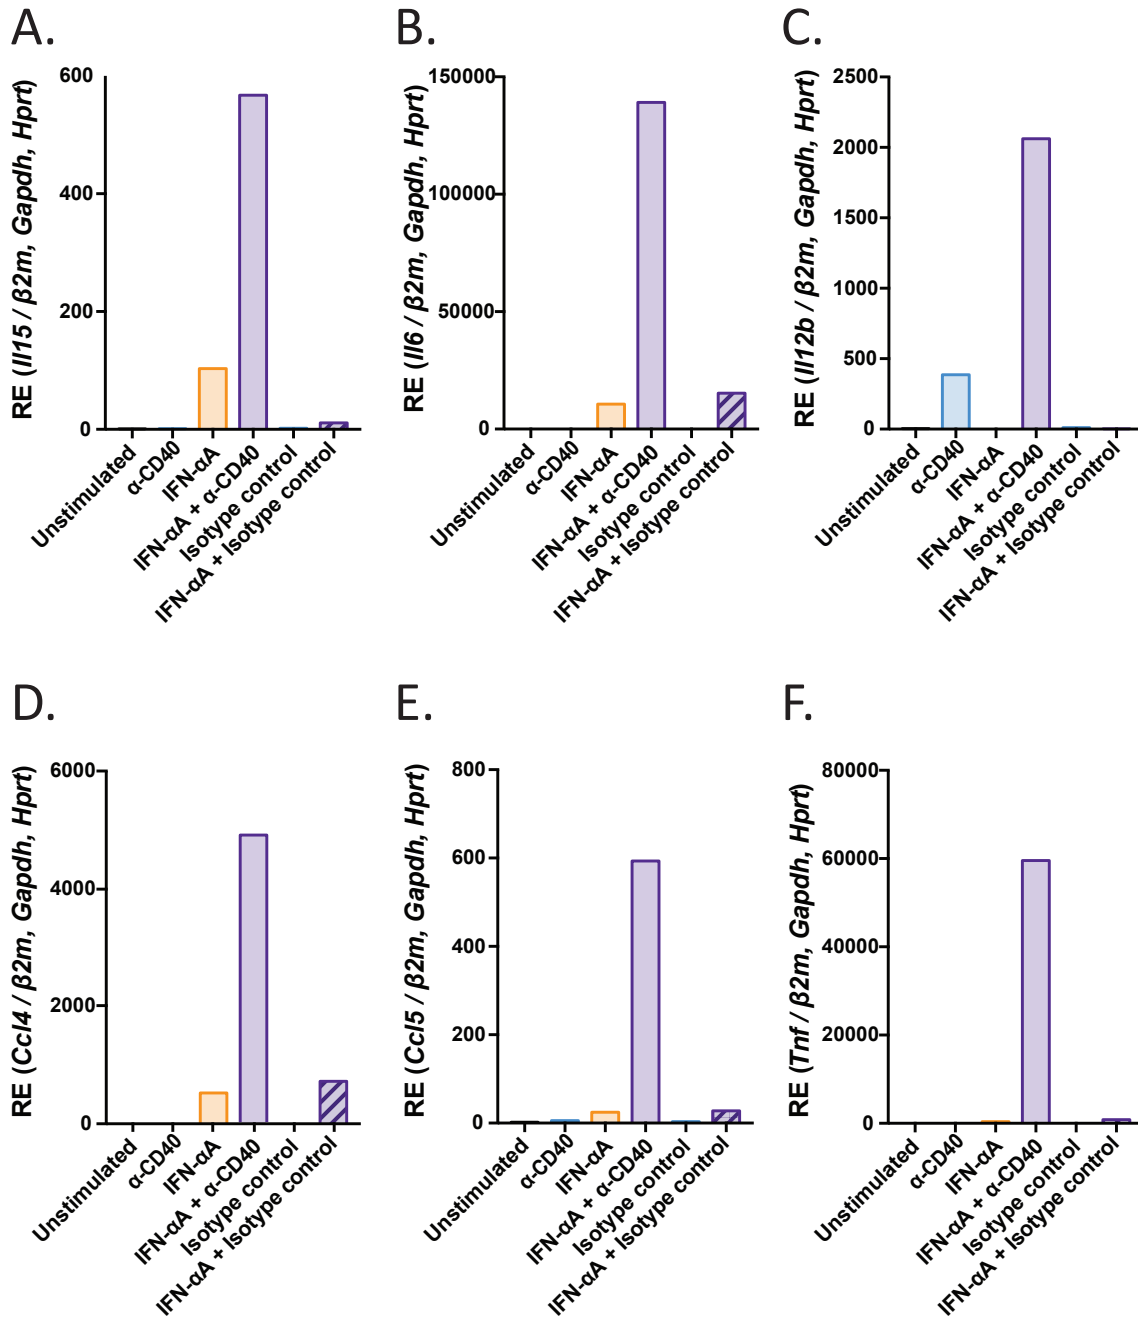 A.
RE (Il15 / β2m, Gapdh, Hprt)
600
400
200
0
Unstimulated
α-CD40
IFN-αA
IFN-αA + α-CD40
Isotype control
IFN-αA + Isotype control
B.
RE (Il6 / β2m, Gapdh, Hprt)
150000
100000
50000
0
Unstimulated
α-CD40
IFN-αA
IFN-αA + α-CD40
Isotype control
IFN-αA + Isotype control
C.
RE (Il12b / β2m, Gapdh, Hprt)
2500
2000
1500
1000
500
0
Unstimulated
α-CD40
IFN-αA
IFN-αA + α-CD40
Isotype control
IFN-αA + Isotype control
D.
RE (Ccl4 / β2m, Gapdh, Hprt)
6000
4000
2000
0
Unstimulated
α-CD40
IFN-αA
IFN-αA + α-CD40
Isotype control
IFN-αA + Isotype control
E.
RE (Ccl5 / β2m, Gapdh, Hprt)
800
600
400
200
0
Unstimulated
α-CD40
IFN-αA
IFN-αA + α-CD40
Isotype control
IFN-αA + Isotype control
F.
RE (Tnf / β2m, Gapdh, Hprt)
80000
60000
40000
20000
0
Unstimulated
α-CD40
IFN-αA
IFN-αA + α-CD40
Isotype control
IFN-αA + Isotype control